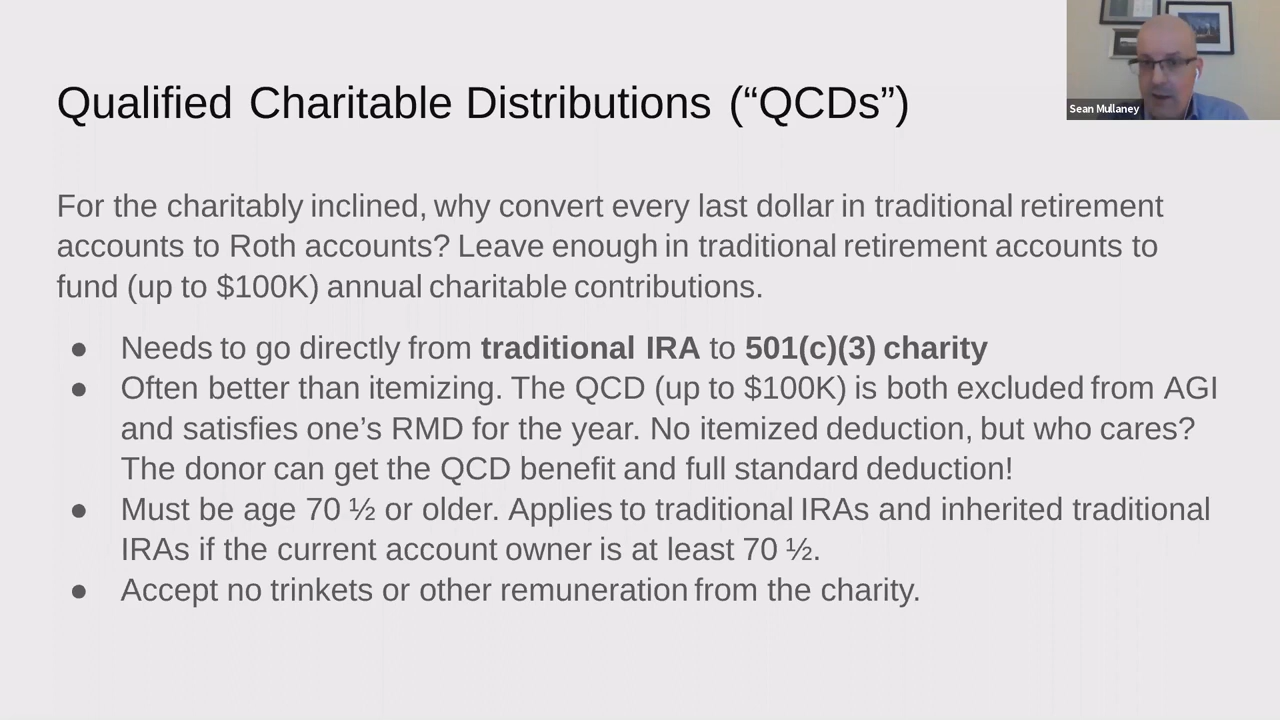 Qualified Charitable Distributions (“QCDs”)
Sean Mullaney
For the charitably inclined, why convert every last dollar in traditional retirement
accounts to Roth accounts? Leave enough in traditional retirement accounts to
fund (up to $100K) annual charitable contributions.
● Needs to go directly from traditional IRA to 501(c)(3) charity
● Often better than itemizing. The QCD (up to $100K) is both excluded from AGI
and satisfies one’s RMD for the year. No itemized deduction, but who cares?
The donor can get the QCD benefit and full standard deduction!
● Must be age 70 ½ or older. Applies to traditional IRAs and inherited traditional
IRAs if the current account owner is at least 70 ½.
● Accept no trinkets or other remuneration from the charity.